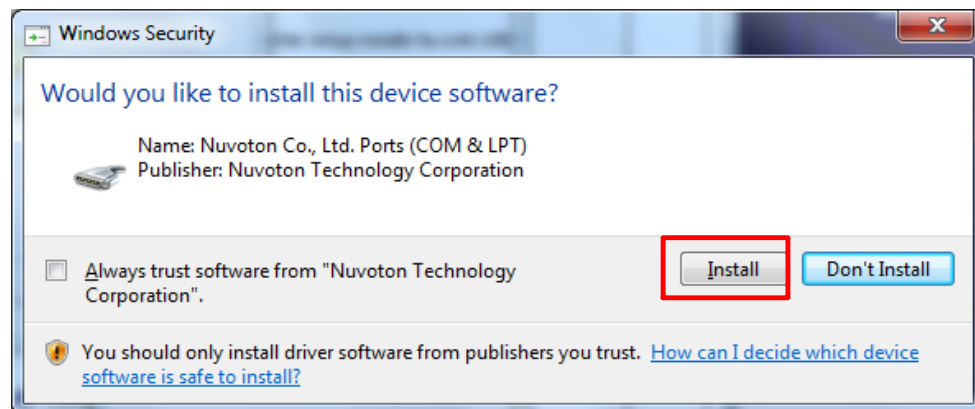 Windows Security
Would you like to install this device software?
Name: Nuvoton Co., Ltd. Ports (COM & LPT)
Publisher: Nuvoton Technology Corporation
Always trust software from "Nuvoton Technology
Corporation".
Install
Don't Install
You should only install driver software from publishers you trust. How can I decide which device
software is safe to install?